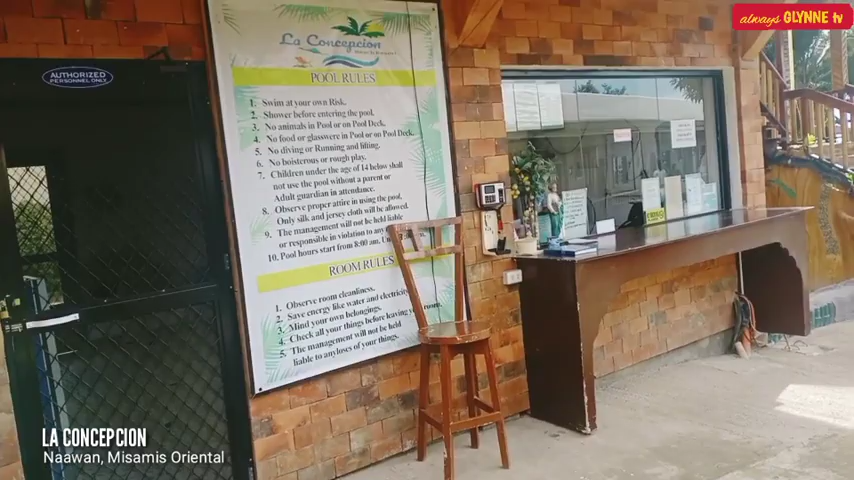 always GLYNNE tv
AUTHORIZED
PERSONNEL ONLY
La Concepcion
POOL RULES
1. Swim at your own Risk.
2. Shower before entering the pool.
3. No animals in Pool or on Pool Deck.
4. No food or glasswere in Pool or on Pool Deck.
5. No diving or Running and lifting.
6. No boisterous or rough play.
7. Children under the age of 14 below shall
not use the pool without a parent or
Adult guardian in attendance.
8. Observe proper attire in using the pool,
Only silk and jersey cloth will be allowed.
9. The management will not be held liable
or responsible in violation to any
10. Pool hours start from 8:00 am.
ROOM RULES
1. Observe room cleanliness.
2. Save energy like water and electricity.
3. Mind your own belongings.
4. Check all your things before leaving your room.
5. The management will not be held
liable to anyloses of your things.
LA CONCEPCION
Naawan, Misamis Oriental